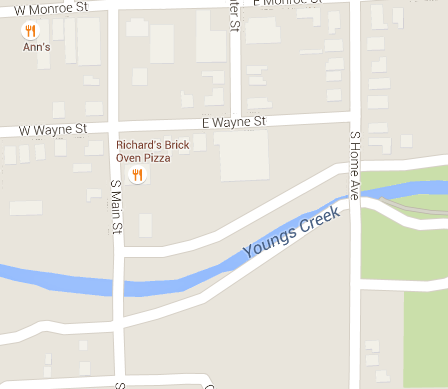 W Monroe St
E Monroe St
Ann's
W Wayne St
E Wayne St
Richard's Brick
Oven Pizza
S Main St
S Home Ave
Youngs Creek
S